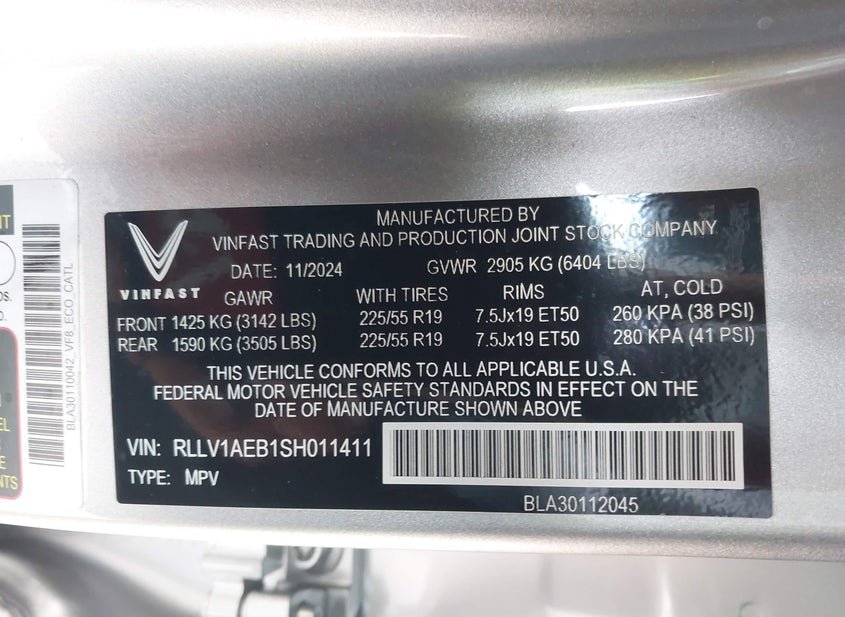 MANUFACTURED BY
VINFAST TRADING AND PRODUCTION JOINT STOCK COMPANY
VINFAST
DATE: 11/2024 GVWR 2905 KG (6404 LBS)
GAWR WITH TIRES RIMS AT, COLD
FRONT 1425 KG (3142 LBS) 225/55 R19 7.5Jx19 ET50 260 KPA (38 PSI)
REAR 1590 KG (3505 LBS) 225/55 R19 7.5Jx19 ET50 280 KPA (41 PSI)
THIS VEHICLE CONFORMS TO ALL APPLICABLE U.S.A.
FEDERAL MOTOR VEHICLE SAFETY STANDARDS IN EFFECT ON THE
DATE OF MANUFACTURE SHOWN ABOVE
VIN: RLLV1AEB1SH011411
TYPE: MPV
BLA30112045
BLA30110042_VF8_ECO_CATL